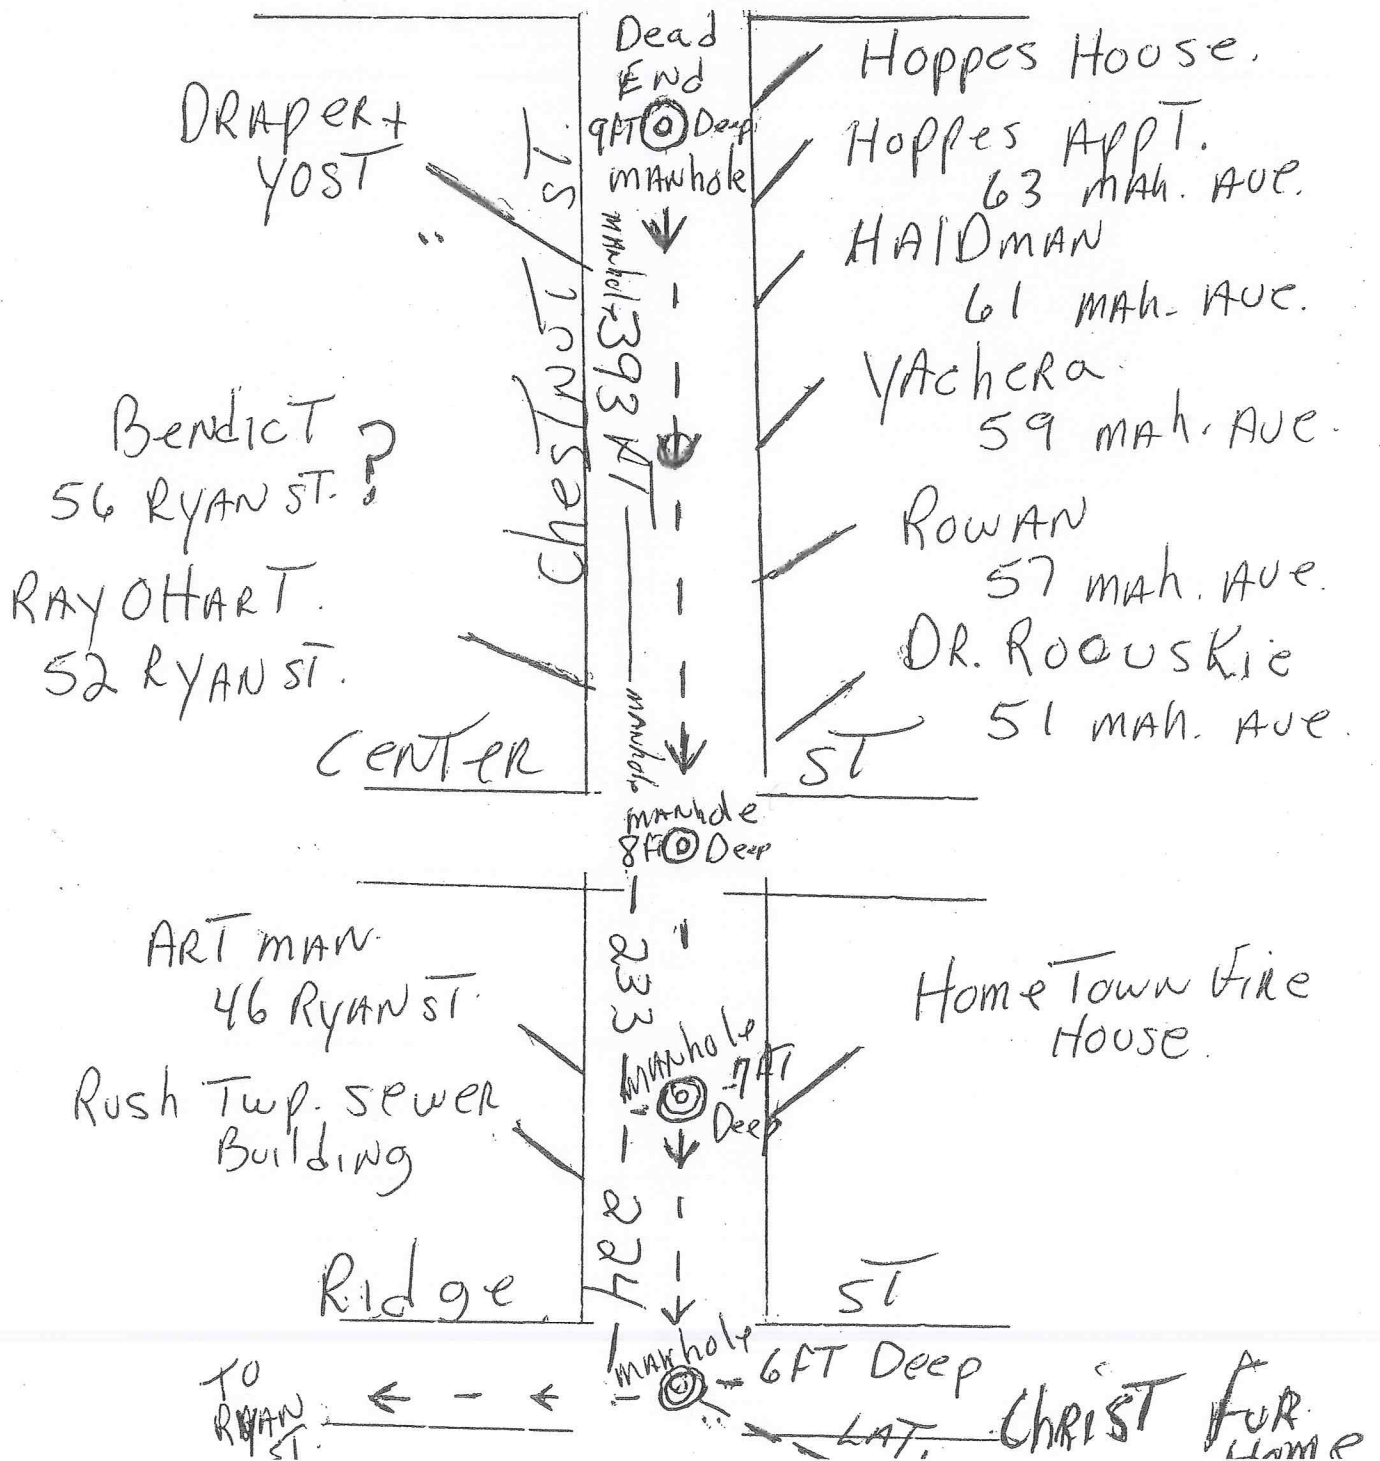 Dead
END
9FT Deep
MANhole
DRAPER +
YOST
"
Hoppes House.
Hoppes APPT.
63 MAh. AVE.
HAIDMAN
61 MAh. AVE.
YAcheRa
59 MAh. AVE.
Chestnut ST.
MANhole 393 FT — MANhole
BendicT
56 RYAN ST. ?
ROWAN
57 MAh. AVE.
RAY OHART.
52 RYAN ST.
DR. ROOUSKie
51 MAh. AVE.
CENTER ST
MANhole
8FT Deep
ARTMAN
46 RYAN ST.
HomeTown FiRe
House.
- 233
MANhole
7FT
Deep
Rush Twp. Sewer
Building
- 224
Ridge ST
MANhole
6FT Deep
TO
RYAN
ST.
LAT.
ChRIST
A
FUR.
Home